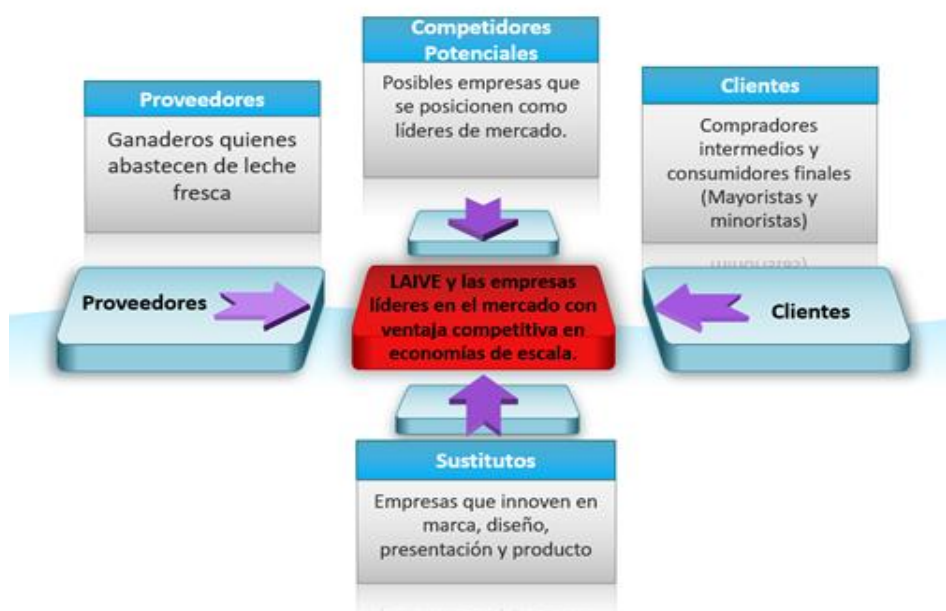 Competidores
Potenciales
Posibles empresas que
se posicionen como
líderes de mercado.
Proveedores
Ganaderos quienes
abastecen de leche
fresca
Clientes
Compradores
intermedios y
consumidores finales
(Mayoristas y
minoristas)
Proveedores
LAIVE y las empresas
líderes en el mercado con
ventaja competitiva en
economías de escala.
Clientes
Sustitutos
Empresas que innoven en
marca, diseño,
presentación y producto